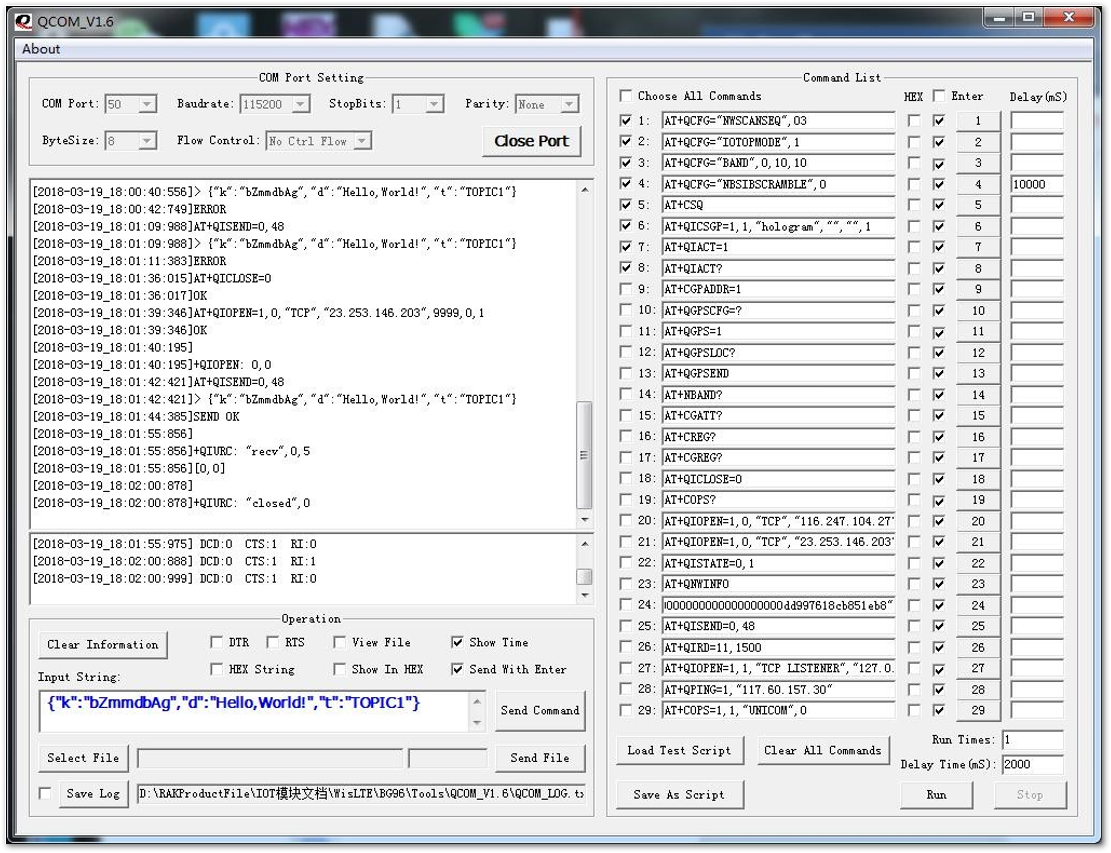 QCOM_V1.6
About
COM Port Setting
COM Port: 50 Baudrate: 115200 StopBits: 1 Parity: None
ByteSize: 8 Flow Control: No Ctrl Flow Close Port
[2018-03-19_18:00:40:556]> {"k":"bZmmdbAg","d":"Hello,World!","t":"TOPIC1"}
[2018-03-19_18:00:42:749]ERROR
[2018-03-19_18:01:09:988]AT+QISEND=0,48
[2018-03-19_18:01:09:988]> {"k":"bZmmdbAg","d":"Hello,World!","t":"TOPIC1"}
[2018-03-19_18:01:11:383]ERROR
[2018-03-19_18:01:36:015]AT+QICLOSE=0
[2018-03-19_18:01:36:017]OK
[2018-03-19_18:01:39:346]AT+QIOPEN=1,0,"TCP","23.253.146.203",9999,0,1
[2018-03-19_18:01:39:346]OK
[2018-03-19_18:01:40:195]
[2018-03-19_18:01:40:195]+QIOPEN: 0,0
[2018-03-19_18:01:42:421]AT+QISEND=0,48
[2018-03-19_18:01:42:421]> {"k":"bZmmdbAg","d":"Hello,World!","t":"TOPIC1"}
[2018-03-19_18:01:44:385]SEND OK
[2018-03-19_18:01:55:856]
[2018-03-19_18:01:55:856]+QIURC: "recv",0,5
[2018-03-19_18:01:55:856][0,0]
[2018-03-19_18:02:00:878]
[2018-03-19_18:02:00:878]+QIURC: "closed",0
[2018-03-19_18:01:55:975] DCD:0 CTS:1 RI:0
[2018-03-19_18:02:00:888] DCD:0 CTS:1 RI:1
[2018-03-19_18:02:00:999] DCD:0 CTS:1 RI:0
Operation
Clear Information DTR RTS View File Show Time
HEX String Show In HEX Send With Enter
Input String:
{"k":"bZmmdbAg","d":"Hello,World!","t":"TOPIC1"}
Send Command
Select File Send File
Save Log D:\RAKProductFile\IOT模块文档\WisLTE\BG96\Tools\QCOM_V1.6\QCOM_LOG.tx
Command List
Choose All Commands HEX Enter Delay(mS)
1: AT+QCFG="NWSCANSEQ",03 1
2: AT+QCFG="IOTOPMODE",1 2
3: AT+QCFG="BAND",0,10,10 3
4: AT+QCFG="NBSIBSCRAMBLE",0 4 10000
5: AT+CSQ 5
6: AT+QICSGP=1,1,"hologram","","",1 6
7: AT+QIACT=1 7
8: AT+QIACT? 8
9: AT+CGPADDR=1 9
10: AT+QGPSCFG=? 10
11: AT+QGPS=1 11
12: AT+QGPSLOC? 12
13: AT+QGPSEND 13
14: AT+NBAND? 14
15: AT+CGATT? 15
16: AT+CREG? 16
17: AT+CGREG? 17
18: AT+QICLOSE=0 18
19: AT+COPS? 19
20: AT+QIOPEN=1,0,"TCP","116.247.104.27' 20
21: AT+QIOPEN=1,0,"TCP","23.253.146.203' 21
22: AT+QISTATE=0,1 22
23: AT+QNWINFO 23
24: 0000000000000000000dd997618cb851eb8" 24
25: AT+QISEND=0,48 25
26: AT+QIRD=11,1500 26
27: AT+QIOPEN=1,1,"TCP LISTENER","127.0. 27
28: AT+QPING=1,"117.60.157.30" 28
29: AT+COPS=1,1,"UNICOM",0 29
Load Test Script Clear All Commands Run Times: 1
Delay Time(mS): 2000
Save As Script Run Stop